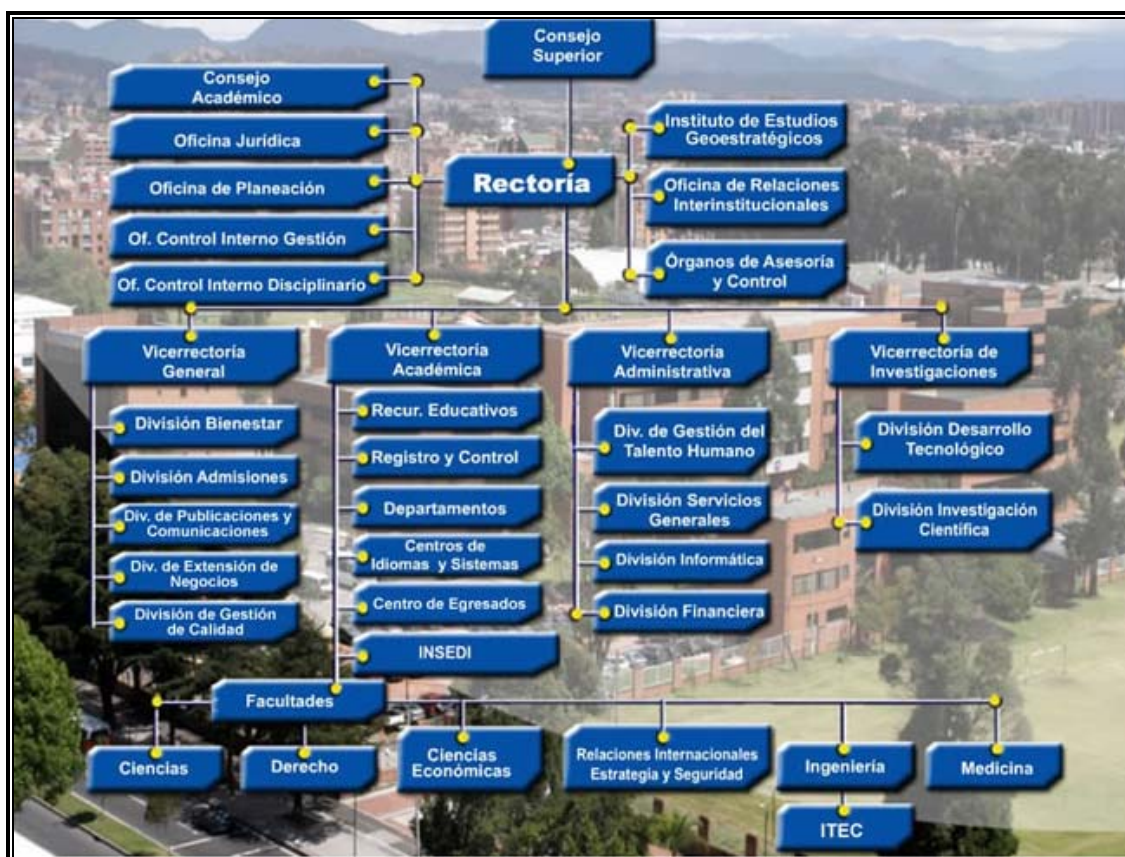 Consejo
Superior
Consejo
Académico
Oficina Jurídica
Oficina de Planeación
Of. Control Interno Gestión
Of. Control Interno Disciplinario
Rectoría
Instituto de Estudios
Geoestratégicos
Oficina de Relaciones
Interinstitucionales
Órganos de Asesoría
y Control
Vicerrectoría
General
División Bienestar
División Admisiones
Div. de Publicaciones y
Comunicaciones
Div. de Extensión de
Negocios
División de Gestión
de Calidad
Vicerrectoría
Académica
Recur. Educativos
Registro y Control
Departamentos
Centros de
Idiomas y Sistemas
Centro de Egresados
INSEDI
Vicerrectoría
Administrativa
Div. de Gestión del
Talento Humano
División Servicios
Generales
División Informática
División Financiera
Vicerrectoría de
Investigaciones
División Desarrollo
Tecnológico
División Investigación
Científica
Facultades
Ciencias
Derecho
Ciencias
Económicas
Relaciones Internacionales
Estrategia y Seguridad
Ingeniería
Medicina
ITEC